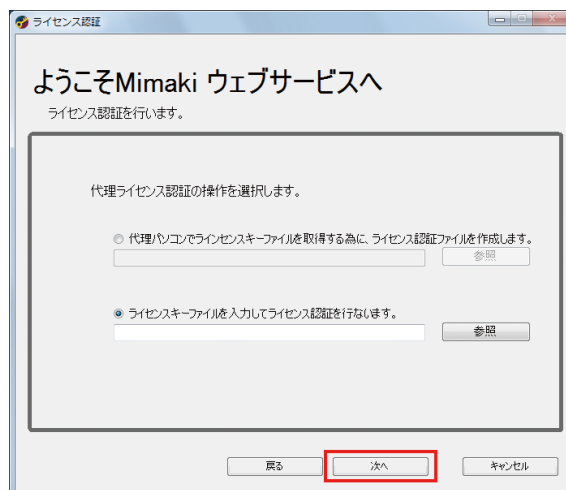 ライセンス認証
ようこそMimaki ウェブサービスへ
ライセンス認証を行います。
代理ライセンス認証の操作を選択します。
代理パソコンでラインセンスキーファイルを取得する為に、ライセンス認証ファイルを作成します。
参照
ライセンスキーファイルを入力してライセンス認証を行ないます。
参照
戻る
次へ
キャンセル